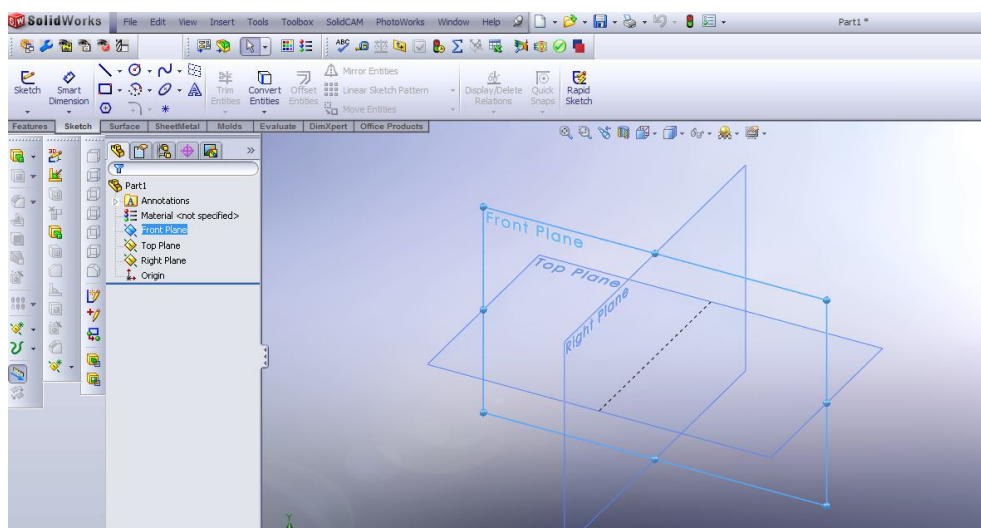 SW SolidWorks File Edit View Insert Tools Toolbox SolidCAM PhotoWorks Window Help Part1 *
ABC
Sketch Smart Dimension Trim Entities Convert Entities Offset Entities Mirror Entities Linear Sketch Pattern Move Entities Display/Delete Relations Quick Snaps Rapid Sketch
Features Sketch Surface SheetMetal Molds Evaluate DimXpert Office Products
3D
Part1
A Annotations
Material <not specified>
Front Plane
Top Plane
Right Plane
Origin
Front Plane
Top Plane
Right Plane
Y